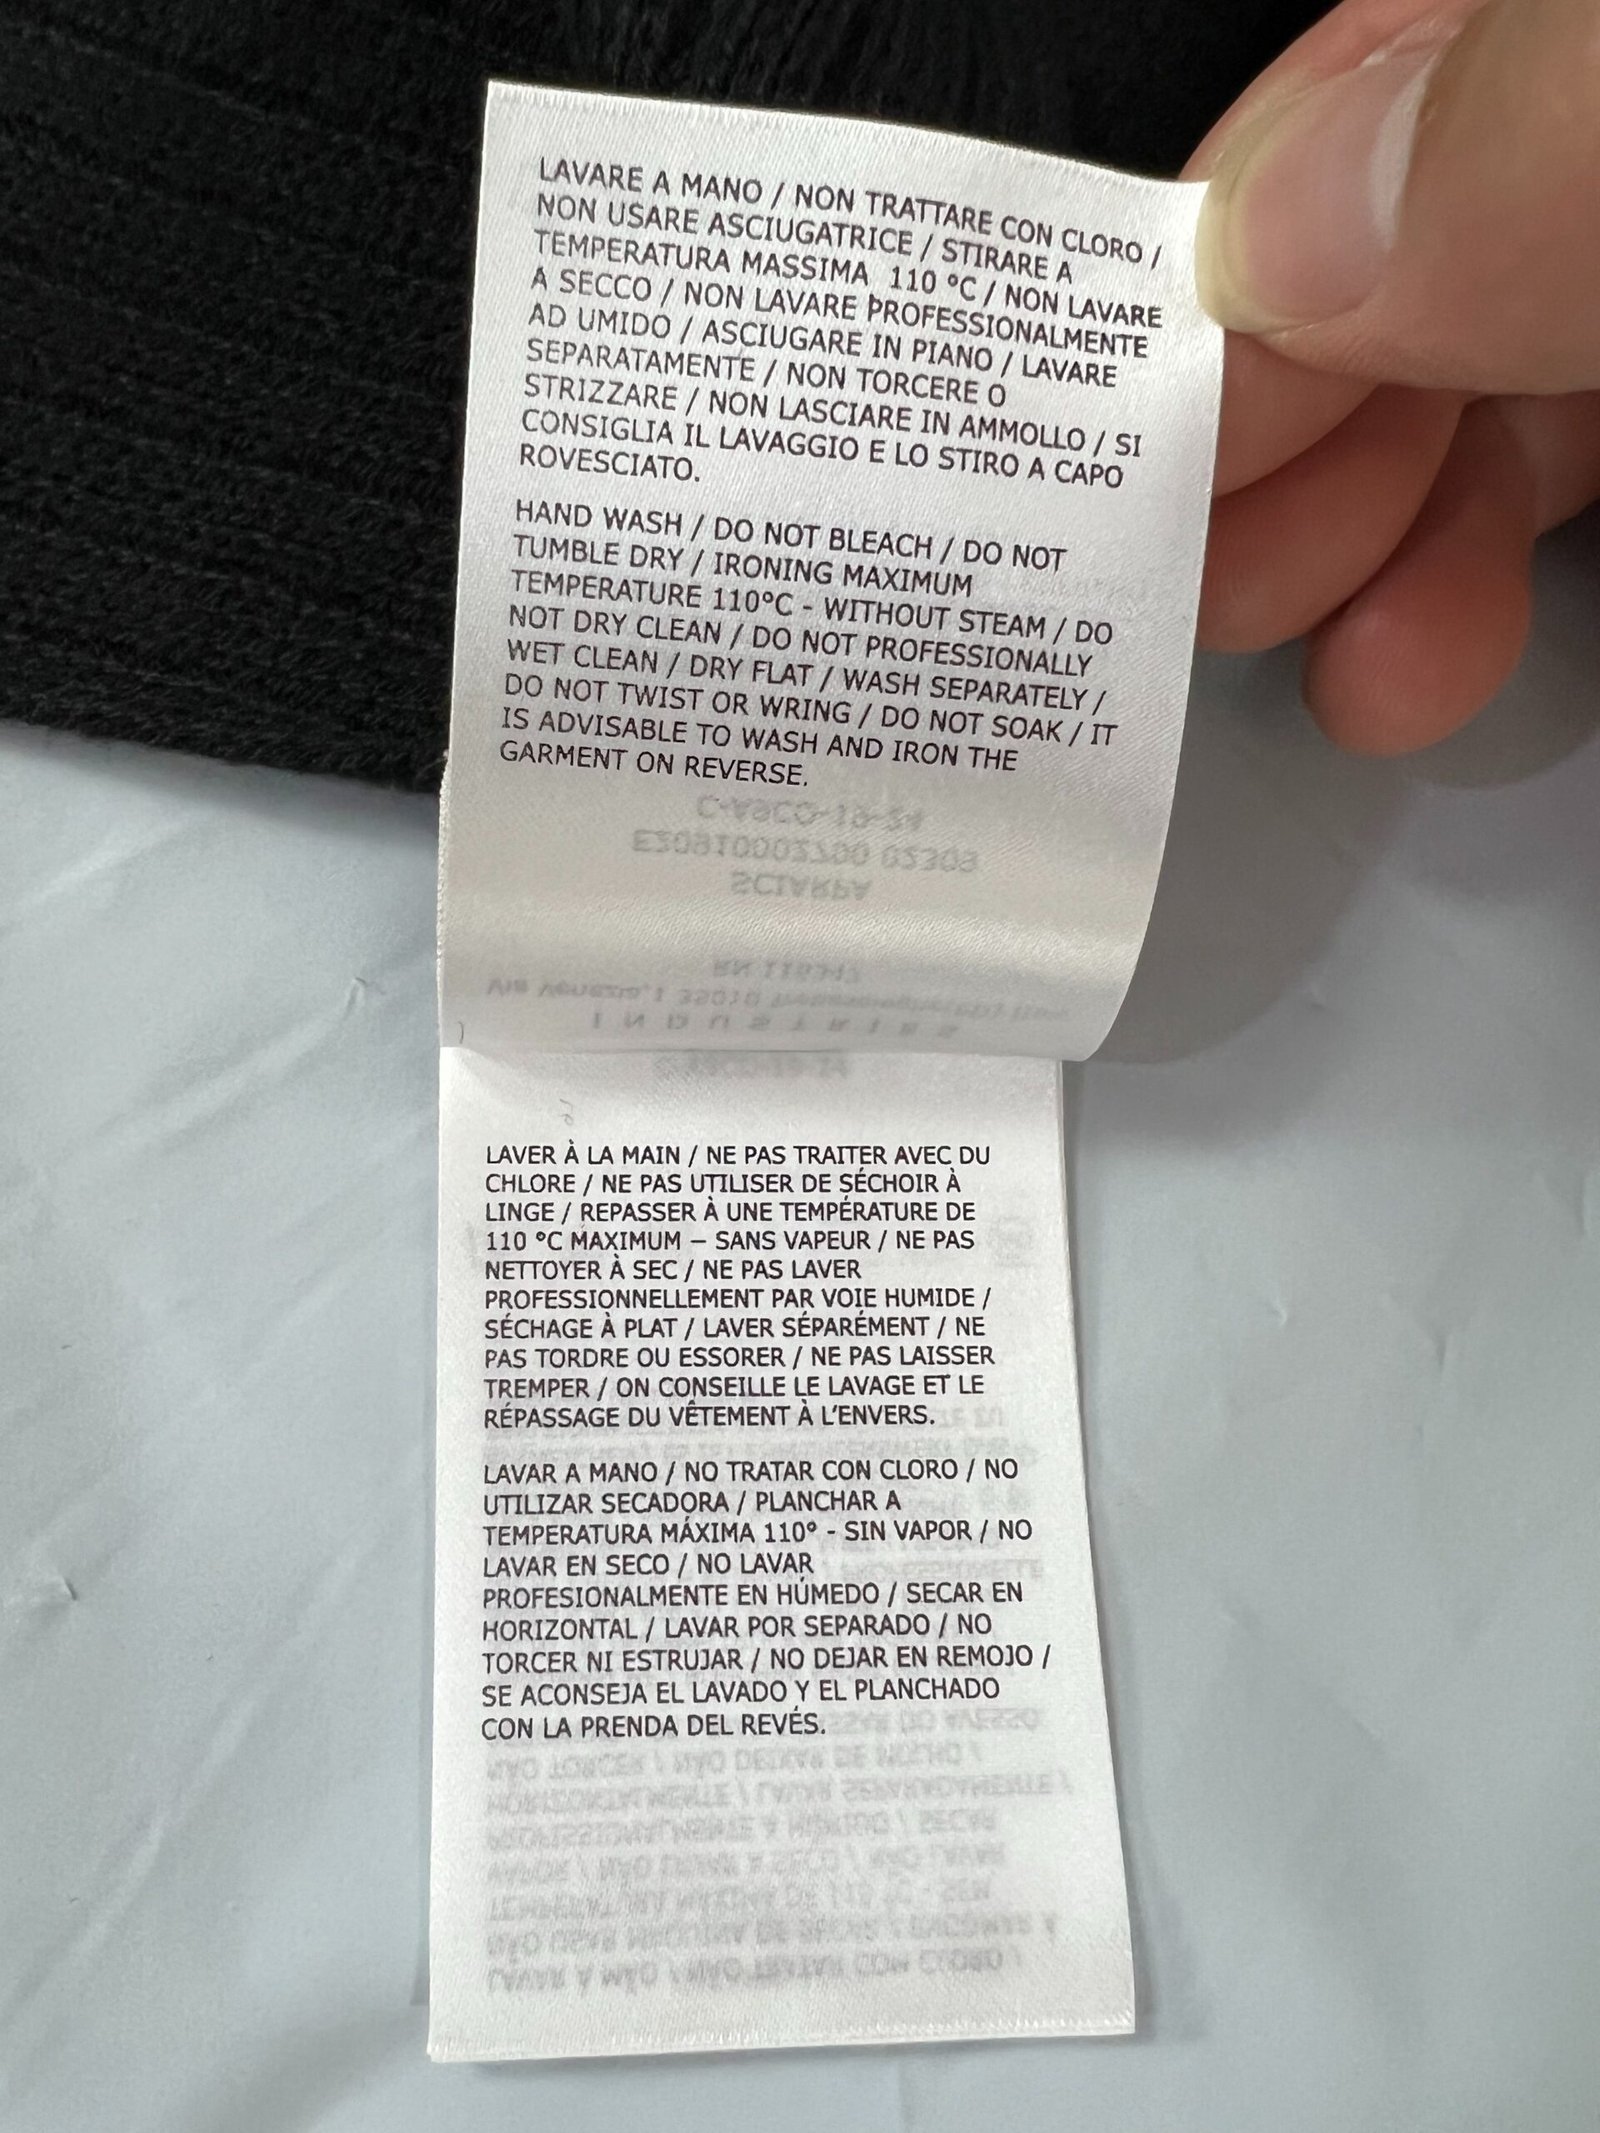 LAVARE A MANO / NON TRATTARE CON CLORO /
NON USARE ASCIUGATRICE / STIRARE A
TEMPERATURA MASSIMA 110 °C / NON LAVARE
A SECCO / NON LAVARE PROFESSIONALMENTE
AD UMIDO / ASCIUGARE IN PIANO / LAVARE
SEPARATAMENTE / NON TORCERE O
STRIZZARE / NON LASCIARE IN AMMOLLO / SI
CONSIGLIA IL LAVAGGIO E LO STIRO A CAPO
ROVESCIATO.
HAND WASH / DO NOT BLEACH / DO NOT
TUMBLE DRY / IRONING MAXIMUM
TEMPERATURE 110°C - WITHOUT STEAM / DO
NOT DRY CLEAN / DO NOT PROFESSIONALLY
WET CLEAN / DRY FLAT / WASH SEPARATELY /
DO NOT TWIST OR WRING / DO NOT SOAK / IT
IS ADVISABLE TO WASH AND IRON THE
GARMENT ON REVERSE.
SCIARPA
LAVER À LA MAIN / NE PAS TRAITER AVEC DU
CHLORE / NE PAS UTILISER DE SÉCHOIR À
LINGE / REPASSER À UNE TEMPÉRATURE DE
110 °C MAXIMUM – SANS VAPEUR / NE PAS
NETTOYER À SEC / NE PAS LAVER
PROFESSIONNELLEMENT PAR VOIE HUMIDE /
SÉCHAGE À PLAT / LAVER SÉPARÉMENT / NE
PAS TORDRE OU ESSORER / NE PAS LAISSER
TREMPER / ON CONSEILLE LE LAVAGE ET LE
RÉPASSAGE DU VÊTEMENT À L'ENVERS.
LAVAR A MANO / NO TRATAR CON CLORO / NO
UTILIZAR SECADORA / PLANCHAR A
TEMPERATURA MÁXIMA 110° - SIN VAPOR / NO
LAVAR EN SECO / NO LAVAR
PROFESIONALMENTE EN HÚMEDO / SECAR EN
HORIZONTAL / LAVAR POR SEPARADO / NO
TORCER NI ESTRUJAR / NO DEJAR EN REMOJO /
SE ACONSEJA EL LAVADO Y EL PLANCHADO
CON LA PRENDA DEL REVÉS.